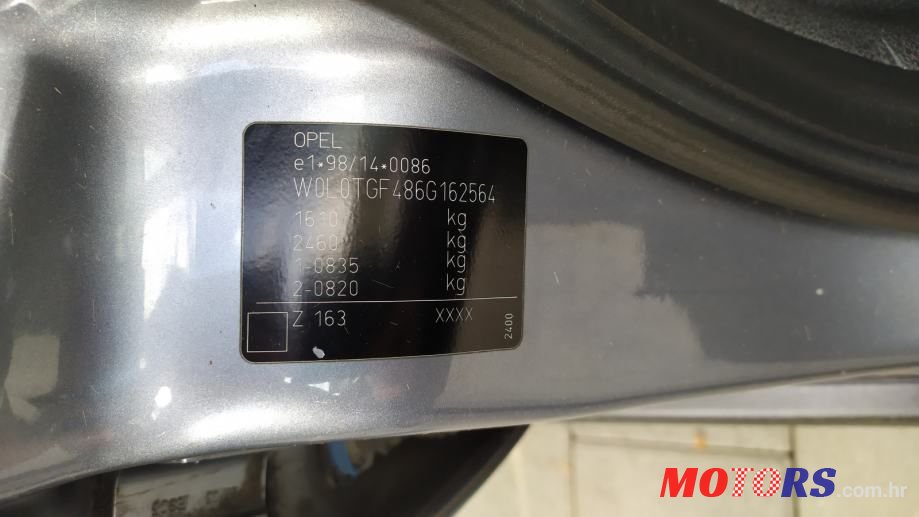 OPEL
e1*98/14*0086
W0L0TGF486G162564
kg
2460 kg
1-0835 kg
2-0820 kg
Z 163 XXXX
2400
MOTORS.com.hr